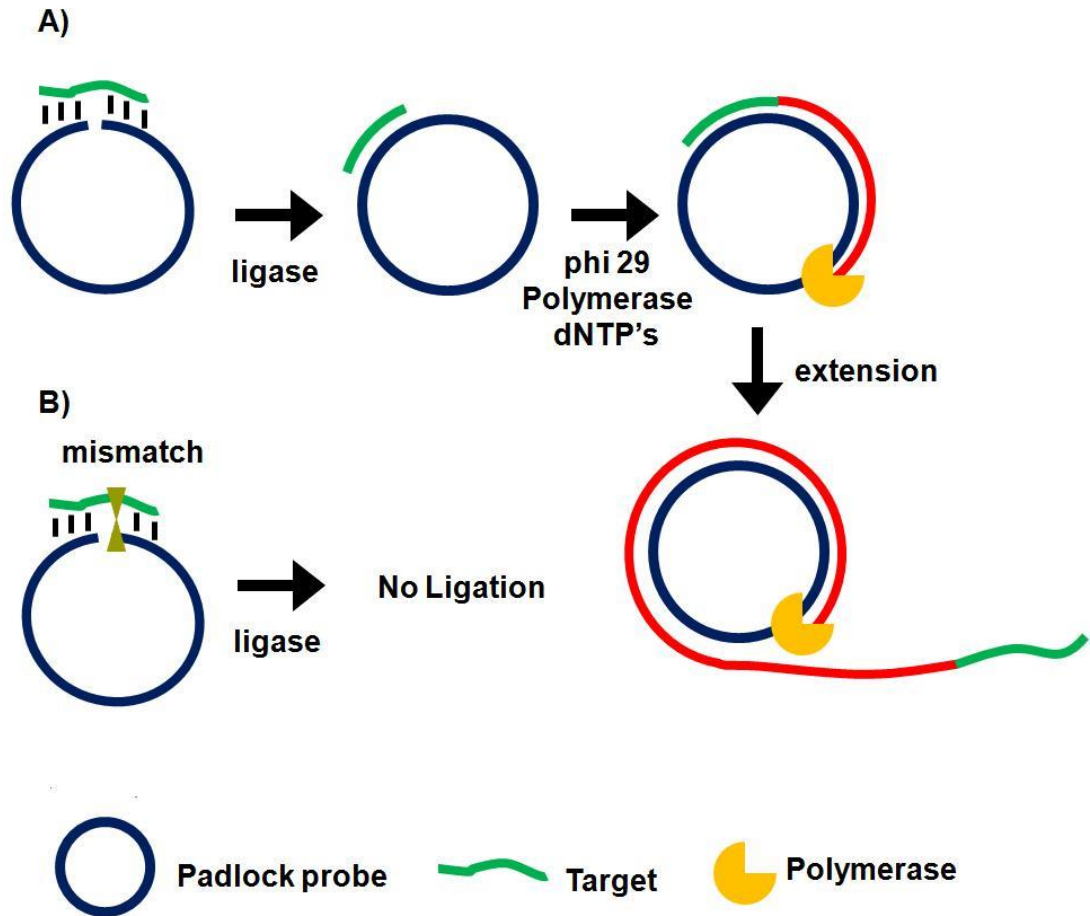 A)
ligase
phi 29
Polymerase
dNTP's
extension
B)
mismatch
ligase
No Ligation
Padlock probe
Target
Polymerase